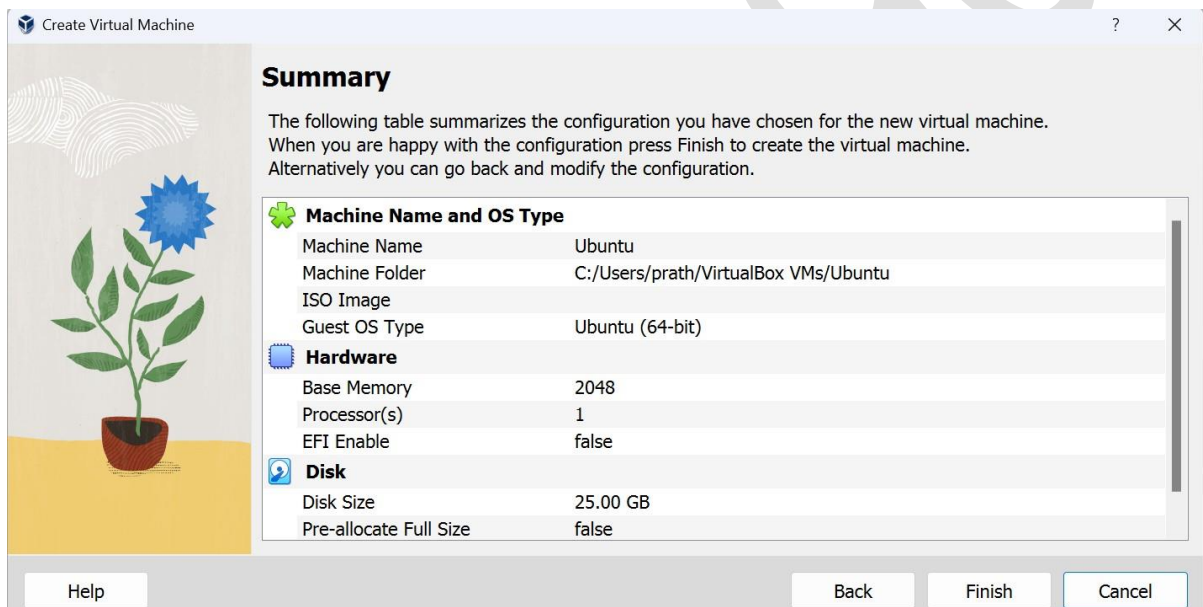 Create Virtual Machine ?
Summary
The following table summarizes the configuration you have chosen for the new virtual machine.
When you are happy with the configuration press Finish to create the virtual machine.
Alternatively you can go back and modify the configuration.
Machine Name and OS Type
Machine Name Ubuntu
Machine Folder C:/Users/prath/VirtualBox VMs/Ubuntu
ISO Image
Guest OS Type Ubuntu (64-bit)
Hardware
Base Memory 2048
Processor(s) 1
EFI Enable false
Disk
Disk Size 25.00 GB
Pre-allocate Full Size false
Help Back Finish Cancel